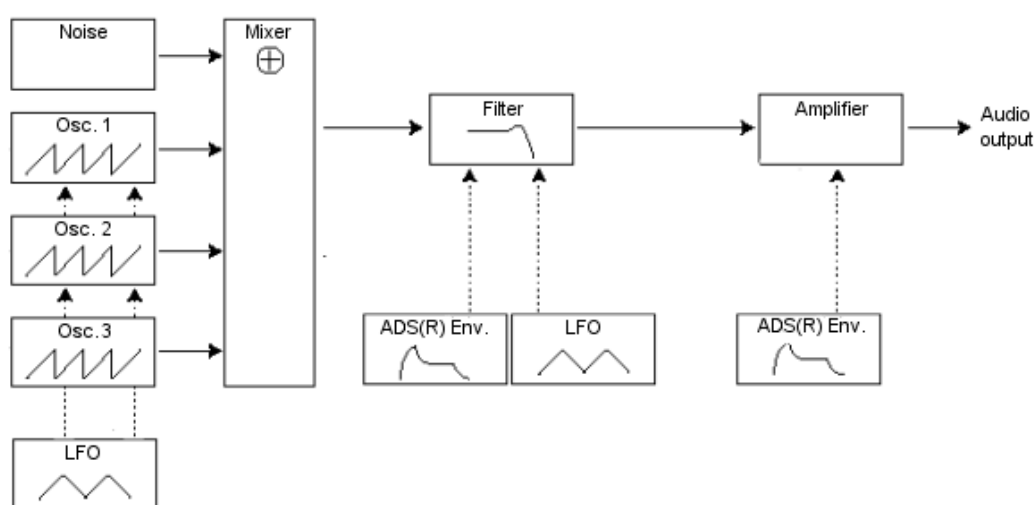 Noise
Mixer
Osc. 1
Filter
Amplifier
Audio
output
Osc. 2
Osc.3
ADS(R) Env.
LFO
ADS(R) Env.
LFO